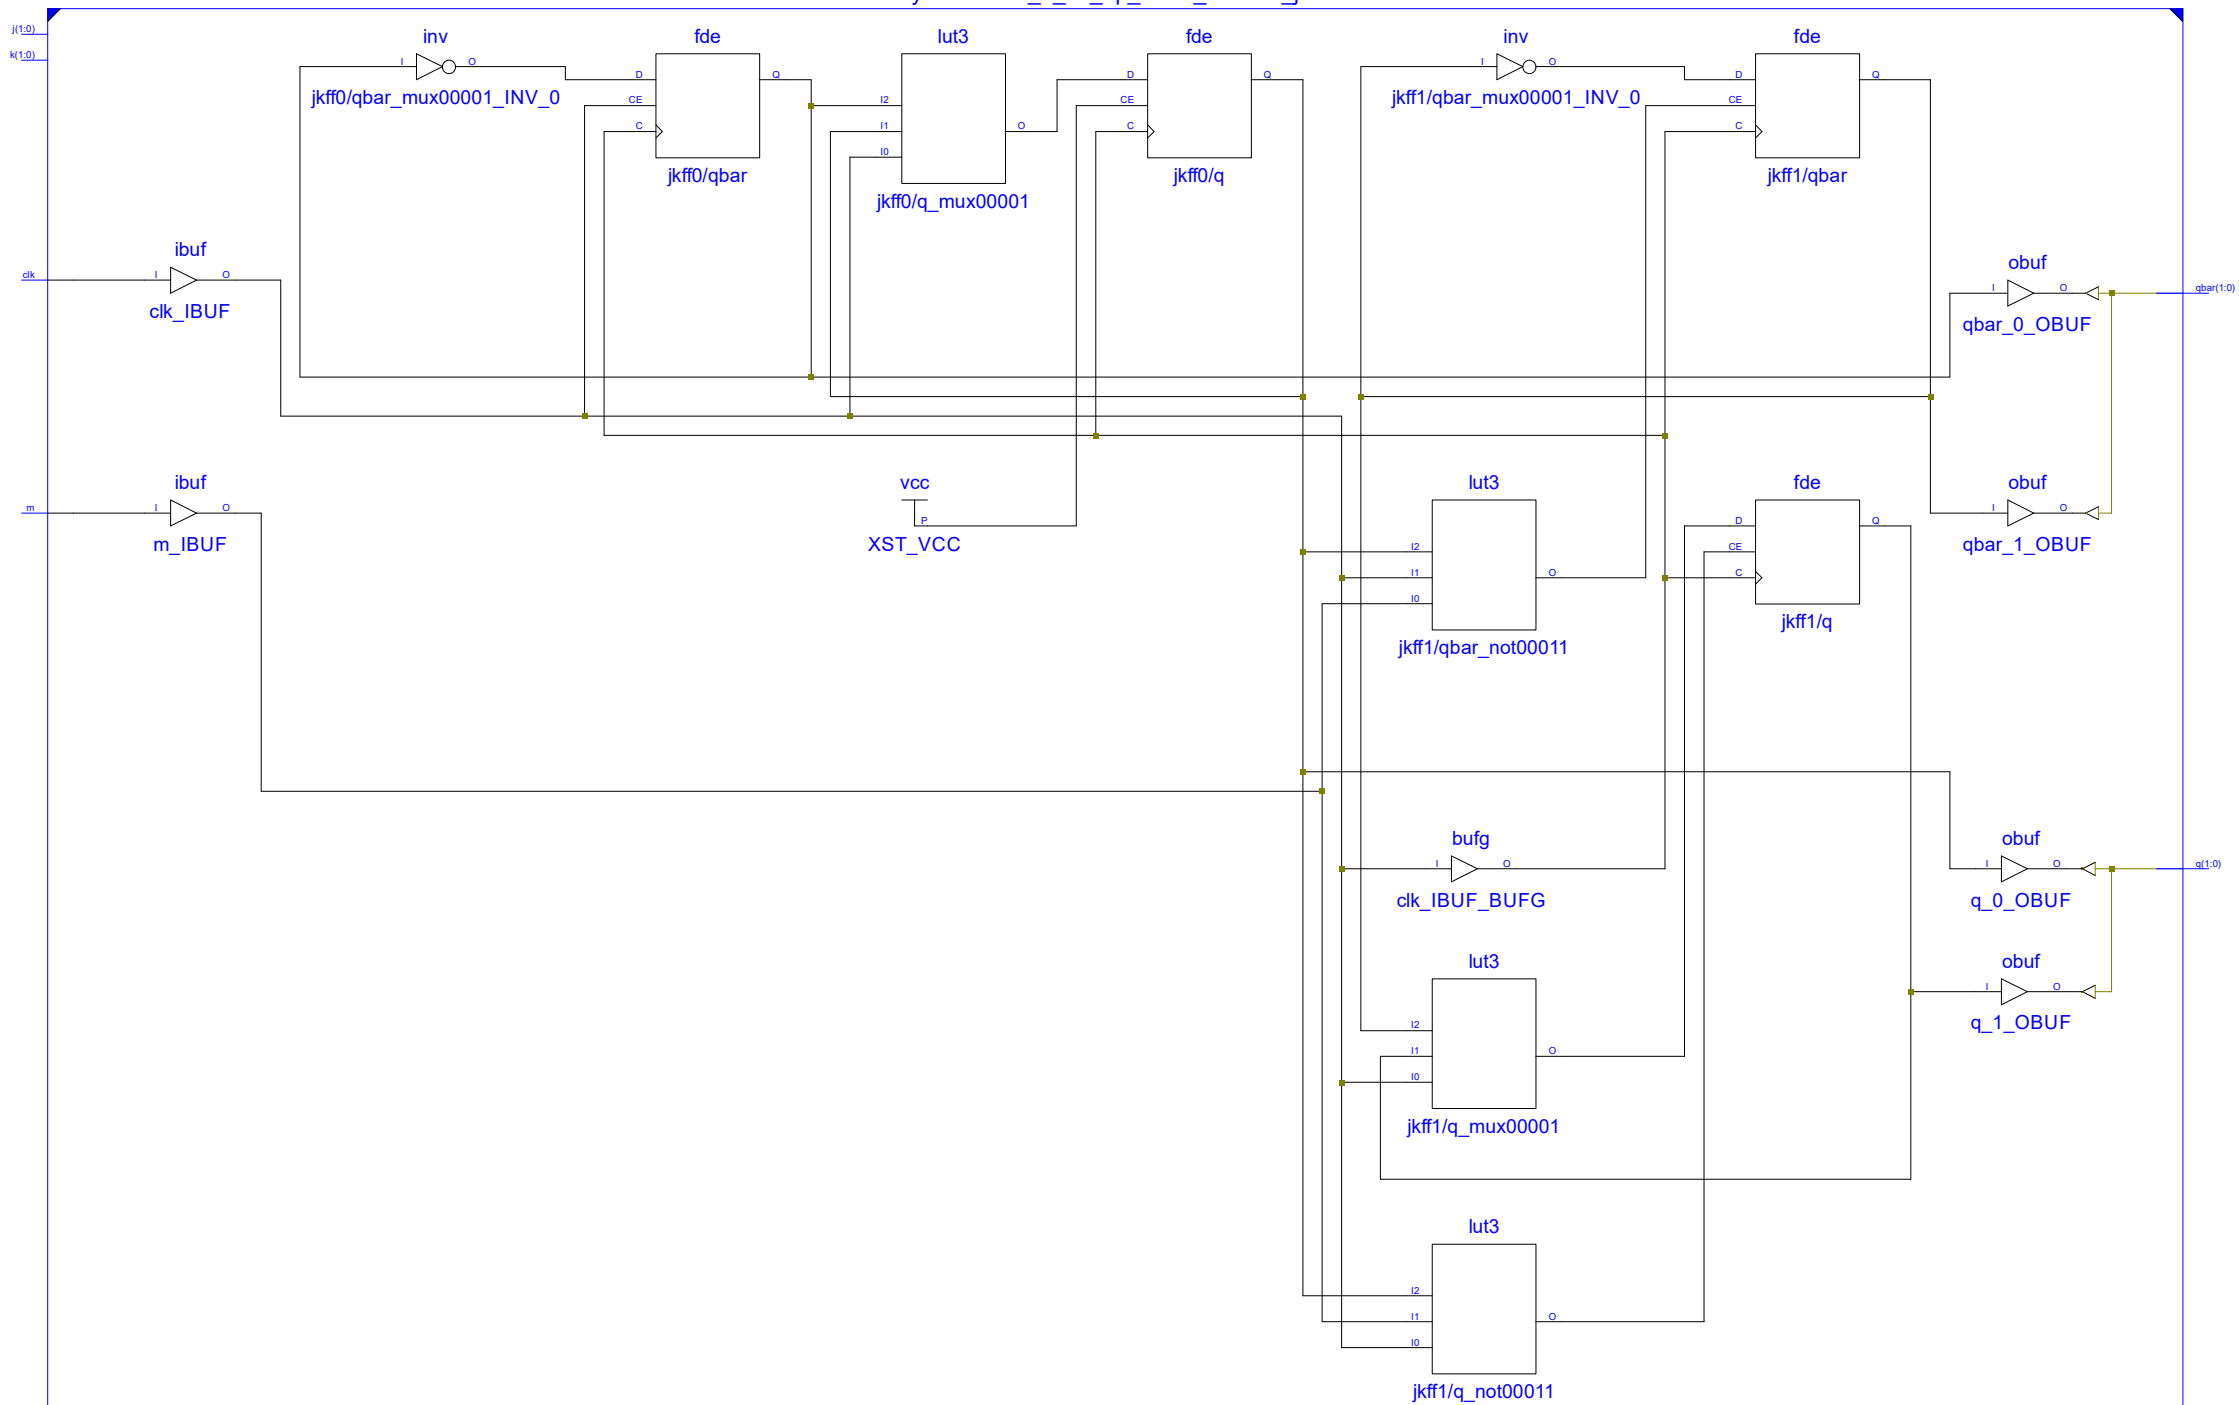 j(1:0)
k(1:0)
inv
I
O
jkff0/qbar_mux00001_INV_0
fde
D
CE
C
Q
jkff0/qbar
lut3
I2
I1
I0
O
jkff0/q_mux00001
fde
D
CE
C
Q
jkff0/q
inv
I
O
jkff1/qbar_mux00001_INV_0
fde
D
CE
C
Q
jkff1/qbar
clk
ibuf
I
O
clk_IBUF
obuf
I
O
qbar_0_OBUF
qbar(1:0)
m
ibuf
I
O
m_IBUF
vcc
P
XST_VCC
lut3
I2
I1
I0
O
jkff1/qbar_not00011
fde
D
CE
C
Q
jkff1/q
obuf
I
O
qbar_1_OBUF
bufg
I
O
clk_IBUF_BUFG
obuf
I
O
q_0_OBUF
q(1:0)
lut3
I2
I1
I0
O
jkff1/q_mux00001
obuf
I
O
q_1_OBUF
lut3
I2
I1
I0
O
jkff1/q_not00011